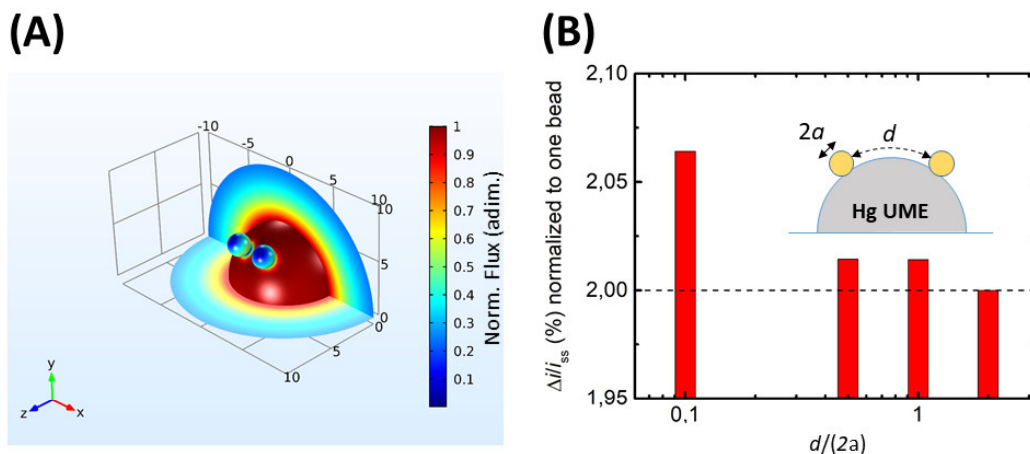 (A)
-10
-5
0
5
10
10
5
0
0
5
10
1
0.9
0.8
0.7
0.6
0.5
0.4
0.3
0.2
0.1
Norm. Flux (adim.)
y
z
x
(B)
Δi/iss (%) normalized to one bead
2,10
2,05
2,00
1,95
2a
d
Hg UME
0,1
1
d/(2a)